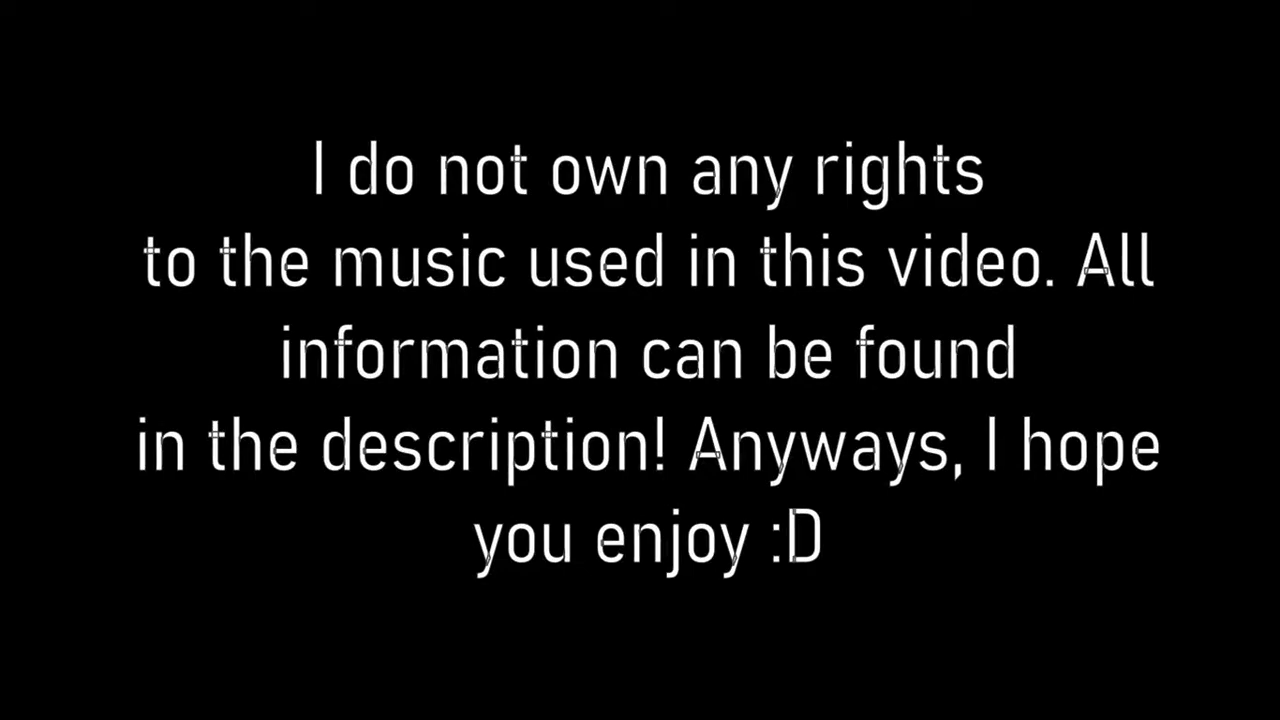 I do not own any rights
to the music used in this video. All
information can be found
in the description! Anyways, I hope
you enjoy :D